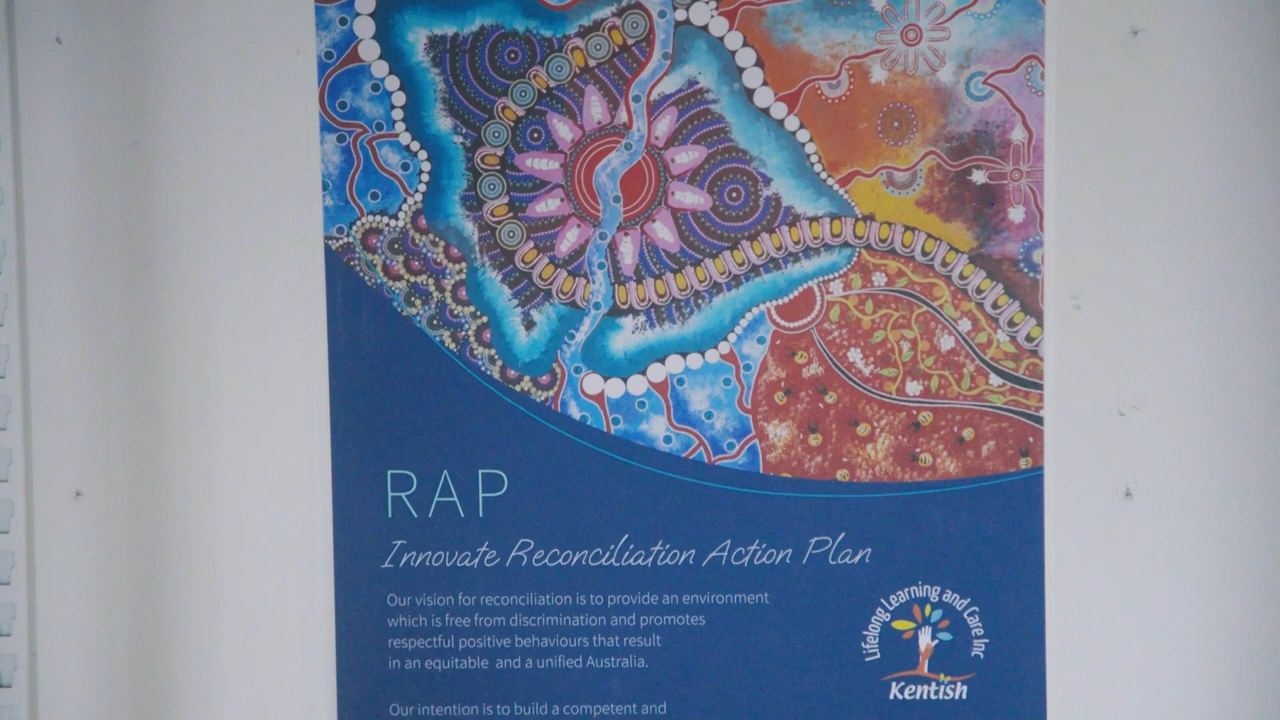 RAP
Innovate Reconciliation Action Plan
Our vision for reconciliation is to provide an environment
which is free from discrimination and promotes
respectful positive behaviours that result
in an equitable and a unified Australia.
Our intention is to build a competent and
Lifelong Learning and Care Inc
Kentish